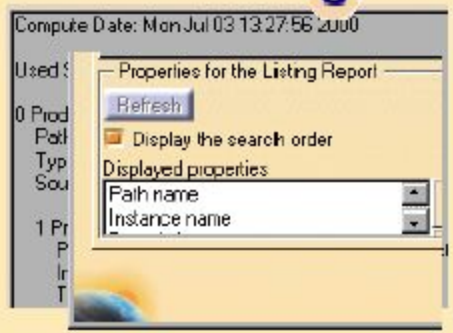 Compute Date: Mon Jul 03 13:27:56 2000
Used
Properties for the Listing Report
Refresh
0 Prod
Display the search order
Path
Displayed properties
Typ
Path name
Sou
Instance name
1 Pr
P
Ir
T